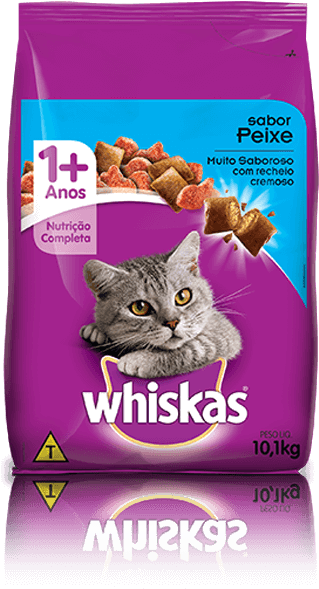 sabor
Peixe
Muito Saboroso
com recheio
cremoso
1+
Anos
Nutrição
Completa
whiskas
PESO LÍQ.
10,1kg
T